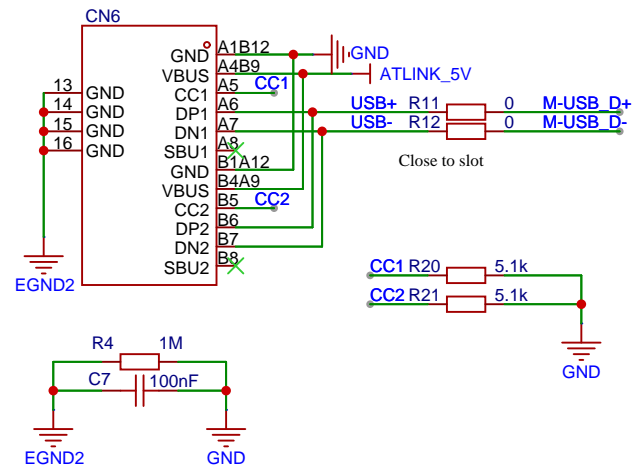 CN6
GND A1B12 GND
VBUS A4B9 ATLINK_5V
13 GND CC1 A5 CC1
14 GND DP1 A6 USB+ R11 0 M-USB_D+
15 GND DN1 A7 USB- R12 0 M-USB_D-
16 GND SBU1 A8
Close to slot
GND B1A12
VBUS B4A9
CC2 B5 CC2
DP2 B6
DN2 B7
SBU2 B8
EGND2
CC1 R20 5.1k
CC2 R21 5.1k
GND
R4 1M
C7 100nF
EGND2 GND